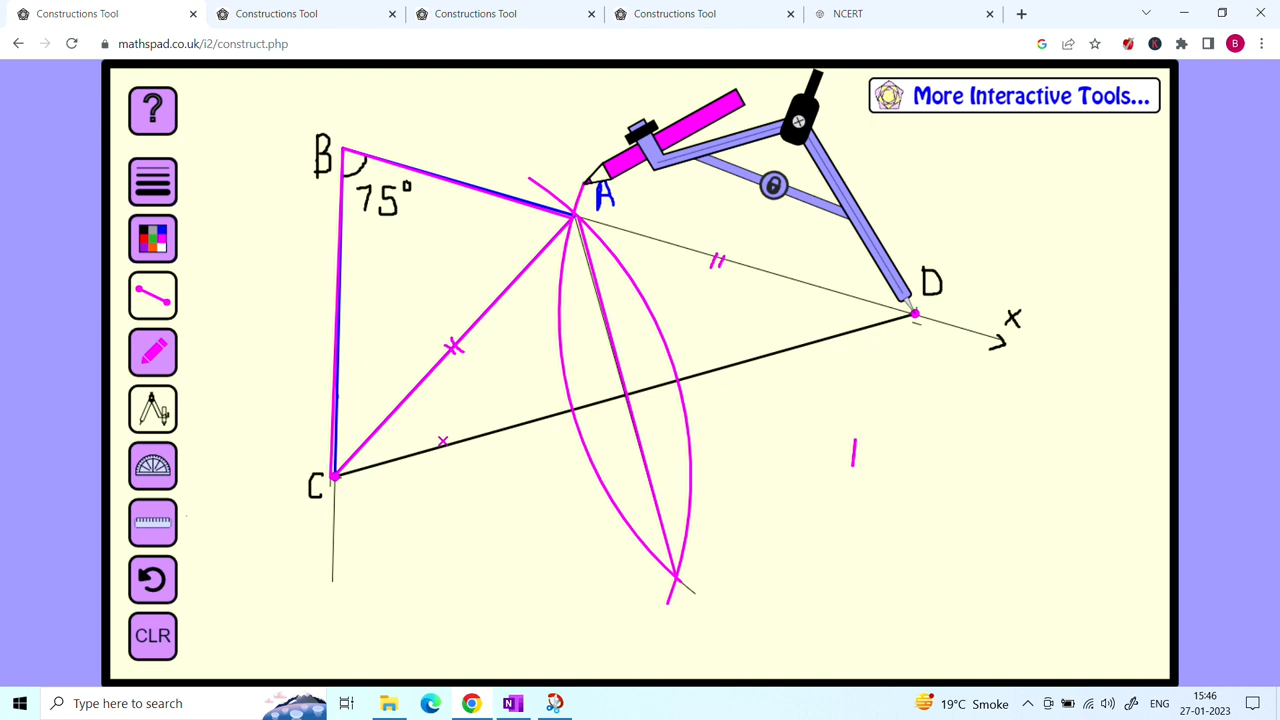 Constructions Tool
Constructions Tool
Constructions Tool
Constructions Tool
NCERT
mathspad.co.uk/i2/construct.php
G
B
?
More Interactive Tools...
B
75°
A
D
X
C
CLR
Type here to search
19°C Smoke
ENG
15:46
27-01-2023